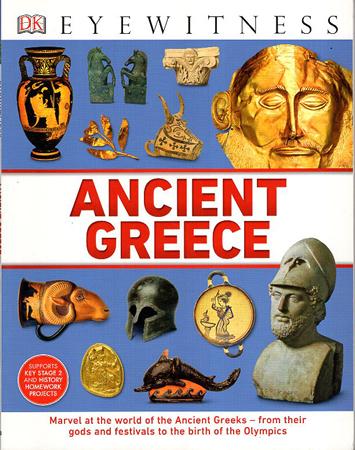 DK EYEWITNESS
ANCIENT
GREECE
SUPPORTS
KEY STAGE 2
AND HISTORY
HOMEWORK
PROJECTS
Marvel at the world of the Ancient Greeks – from their
gods and festivals to the birth of the Olympics